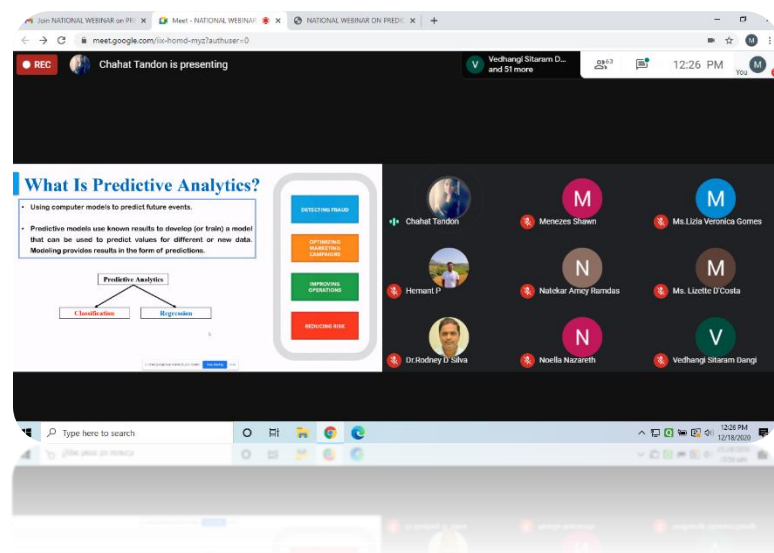 Join NATIONAL WEBINAR on PRE
Meet - NATIONAL WEBINAR
NATIONAL WEBINAR ON PREDIC
meet.google.com/iix-homd-myz?authuser=0
REC
Chahat Tandon is presenting
V
Vedhangi Sitaram D...
and 51 more
63
12:26 PM
You
M
What Is Predictive Analytics?
• Using computer models to predict future events.
• Predictive models use known results to develop (or train) a model
that can be used to predict values for different or new data.
Modeling provides results in the form of predictions.
Predictive Analytics
Classification
Regression
DETECTING FRAUD
OPTIMIZING
MARKETING
CAMPAIGNS
IMPROVING
OPERATIONS
REDUCING RISK
Chahat Tandon
M
Menezes Shawn
M
Ms.Lizia Veronica Gomes
Hemant P
N
Natekar Amey Ramdas
M
Ms. Lizette D'Costa
Dr.Rodney D'Silva
N
Noella Nazareth
V
Vedhangi Sitaram Dangi
Type here to search
12:26 PM
12/18/2020